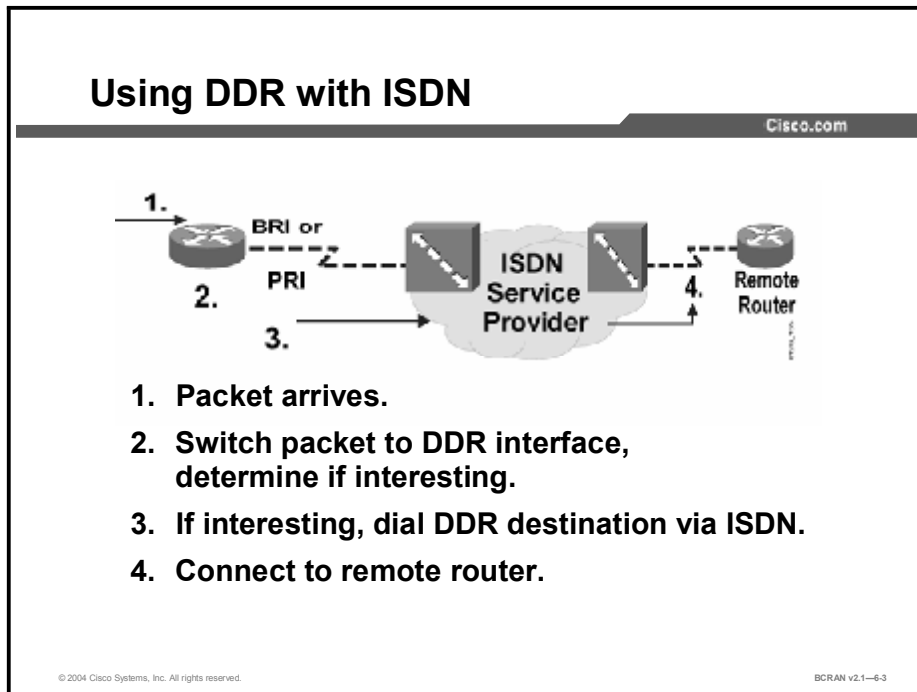 Using DDR with ISDN
Cisco.com
1.
BRI or
PRI
2.
3.
ISDN
Service
Provider
4.
Remote
Router
1. Packet arrives.
2. Switch packet to DDR interface,
determine if interesting.
3. If interesting, dial DDR destination via ISDN.
4. Connect to remote router.
© 2004 Cisco Systems, Inc. All rights reserved.
BCRAN v2.1—6-3